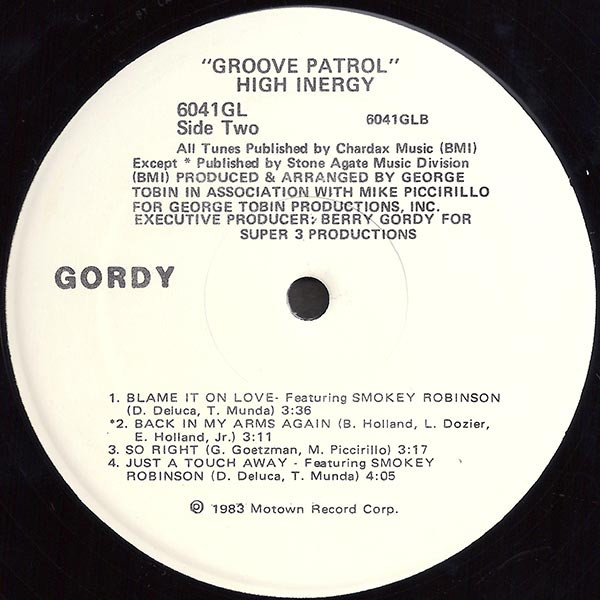 "GROOVE PATROL"
HIGH INERGY
6041GL
Side Two
6041GLB
All Tunes Published by Chardax Music (BMI)
Except * Published by Stone Agate Music Division
(BMI) PRODUCED & ARRANGED BY GEORGE
TOBIN IN ASSOCIATION WITH MIKE PICCIRILLO
FOR GEORGE TOBIN PRODUCTIONS, INC.
EXECUTIVE PRODUCER: BERRY GORDY FOR
SUPER 3 PRODUCTIONS
GORDY
1. BLAME IT ON LOVE- Featuring SMOKEY ROBINSON
(D. Deluca, T. Munda) 3:36
*2. BACK IN MY ARMS AGAIN (B. Holland, L. Dozier,
E. Holland, Jr.) 3:11
3. SO RIGHT (G. Goetzman, M. Piccirillo) 3:17
4. JUST A TOUCH AWAY - Featuring SMOKEY
ROBINSON (D. Deluca, T. Munda) 4:05
℗ 1983 Motown Record Corp.